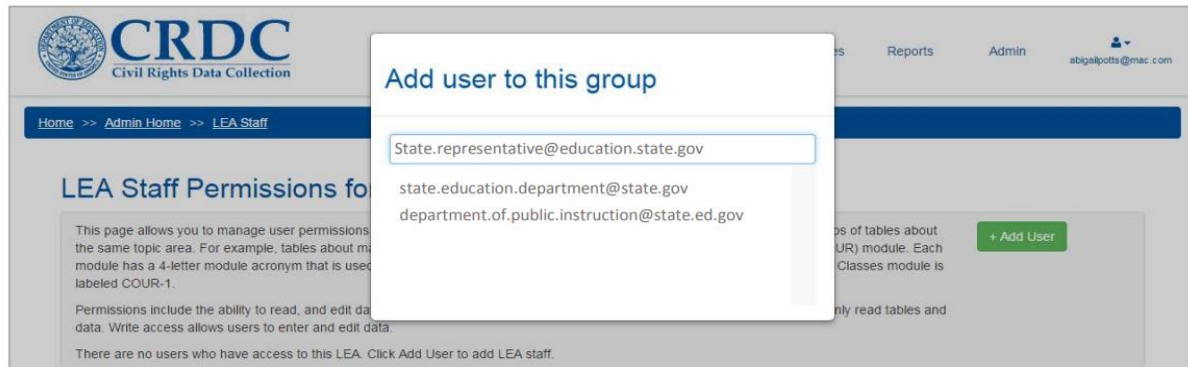 CRDC
Civil Rights Data Collection
es Reports Admin
abigailpotts@mac.com
Home >> Admin Home >> LEA Staff
Add user to this group
State.representative@education.state.gov
state.education.department@state.gov
department.of.public.instruction@state.ed.gov
LEA Staff Permissions fo
This page allows you to manage user permissions ps of tables about
the same topic area. For example, tables about ma UR) module. Each
module has a 4-letter module acronym that is used Classes module is
labeled COUR-1.
+ Add User
Permissions include the ability to read, and edit da nly read tables and
data. Write access allows users to enter and edit data.
There are no users who have access to this LEA. Click Add User to add LEA staff.